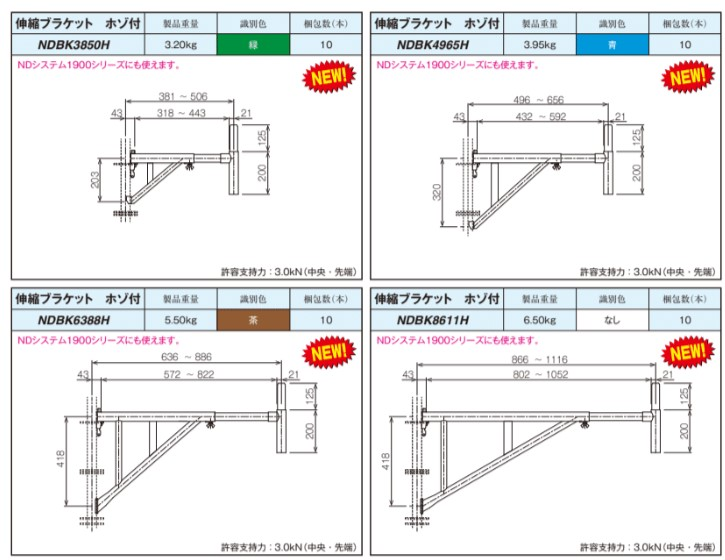 伸縮ブラケット ホゾ付 製品重量 識別色 梱包数(本)
NDBK3850H 3.20kg 緑 10
NDシステム1900シリーズにも使えます。
NEW!
381 ~ 506
43 318 ~ 443 21
125
200
203
許容支持力：3.0kN(中央・先端)
伸縮ブラケット ホゾ付 製品重量 識別色 梱包数(本)
NDBK4965H 3.95kg 青 10
NDシステム1900シリーズにも使えます。
NEW!
496 ~ 656
43 432 ~ 592 21
125
200
320
許容支持力：3.0kN(中央・先端)
伸縮ブラケット ホゾ付 製品重量 識別色 梱包数(本)
NDBK6388H 5.50kg 茶 10
NDシステム1900シリーズにも使えます。
NEW!
636 ~ 886
43 572 ~ 822 21
125
200
418
許容支持力：3.0kN(中央・先端)
伸縮ブラケット ホゾ付 製品重量 識別色 梱包数(本)
NDBK8611H 6.50kg なし 10
NDシステム1900シリーズにも使えます。
NEW!
866 ~ 1116
43 802 ~ 1052 21
125
200
418
許容支持力：3.0kN(中央・先端)